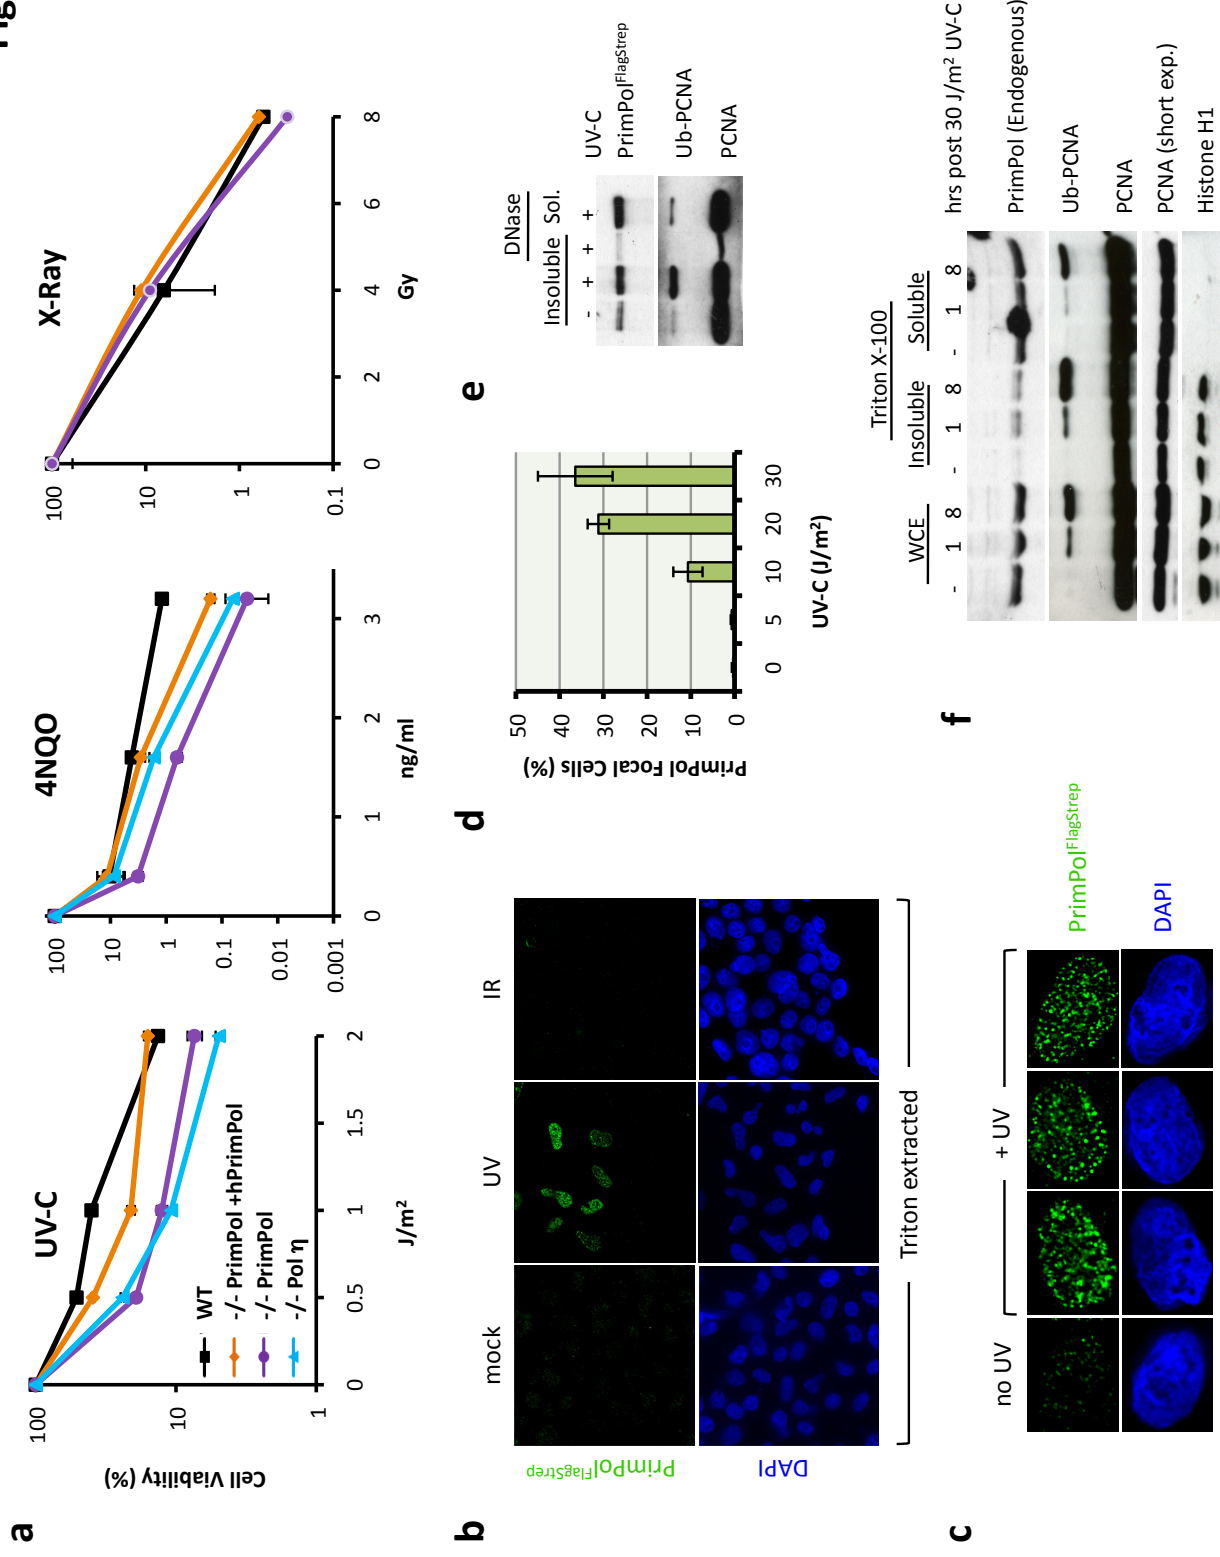 Fig
a
UV-C
Cell Viability (%)
100
10
1
0
0.5
1
1.5
2
J/m²
WT
-/- PrimPol +hPrimPol
-/- PrimPol
-/- Pol η
4NQO
100
10
1
0.1
0.01
0.001
0
1
2
3
ng/ml
X-Ray
100
10
1
0.1
0
2
4
6
8
Gy
b
mock
UV
IR
PrimPolFlagStrep
DAPI
Triton extracted
c
no UV
+ UV
PrimPolFlagStrep
DAPI
d
PrimPol Focal Cells (%)
50
40
30
20
10
0
0
5
10
20
30
UV-C (J/m²)
e
DNase
Insoluble Sol.
- + + + UV-C
PrimPolFlagStrep
Ub-PCNA
PCNA
f
Triton X-100
WCE Insoluble Soluble
- 1 8 - 1 8 - 1 8 hrs post 30 J/m² UV-C
PrimPol (Endogenous)
Ub-PCNA
PCNA
PCNA (short exp.)
Histone H1